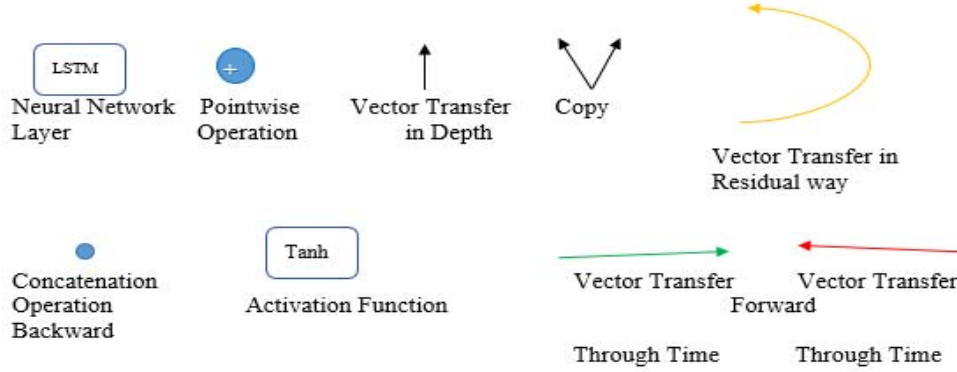 LSTM
+
Neural Network Layer
Pointwise Operation
Vector Transfer in Depth
Copy
Vector Transfer in Residual way
Concatenation Operation Backward
Tanh
Activation Function
Vector Transfer Vector Transfer
Forward
Through Time Through Time